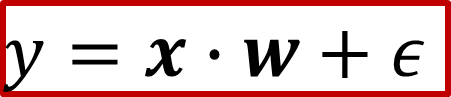 y = x · w + ϵ